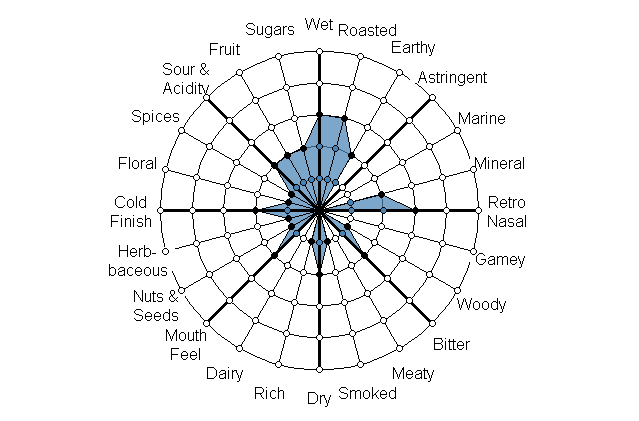 Wet
Sugars
Roasted
Fruit
Earthy
Sour &
Acidity
Astringent
Spices
Marine
Floral
Mineral
Cold
Finish
Retro
Nasal
Herb-
baceous
Gamey
Nuts &
Seeds
Woody
Mouth
Feel
Bitter
Dairy
Meaty
Rich
Dry
Smoked